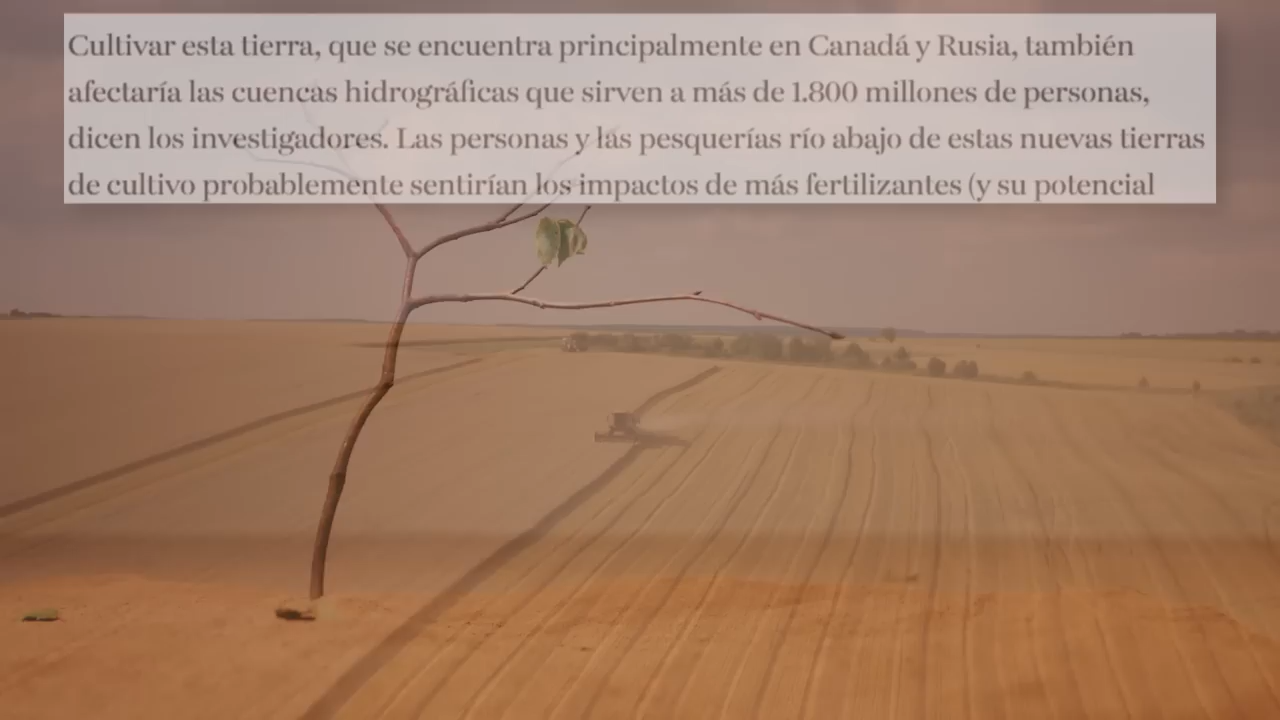 Cultivar esta tierra, que se encuentra principalmente en Canadá y Rusia, también
afectaría las cuencas hidrográficas que sirven a más de 1.800 millones de personas,
dicen los investigadores. Las personas y las pesquerías río abajo de estas nuevas tierras
de cultivo probablemente sentirían los impactos de más fertilizantes (y su potencial